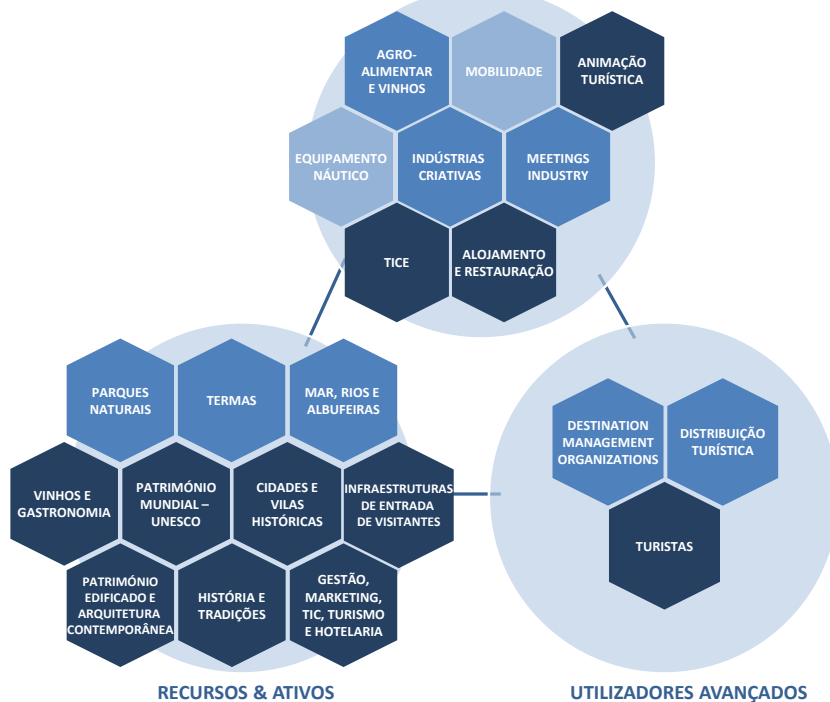 AGRO-
ALIMENTAR
E VINHOS
MOBILIDADE
ANIMAÇÃO
TURÍSTICA
EQUIPAMENTO
NÁUTICO
INDÚSTRIAS
CRIATIVAS
MEETINGS
INDUSTRY
TICE
ALOJAMENTO
E RESTAURAÇÃO
PARQUES
NATURAIS
TERMAS
MAR, RIOS E
ALBUFEIRAS
VINHOS E
GASTRONOMIA
PATRIMÓNIO
MUNDIAL –
UNESCO
CIDADES E
VILAS
HISTÓRICAS
INFRAESTRUTURAS
DE ENTRADA
DE VISITANTES
PATRIMÓNIO
EDIFICADO E
ARQUITETURA
CONTEMPORÂNEA
HISTÓRIA E
TRADIÇÕES
GESTÃO,
MARKETING,
TIC, TURISMO
E HOTELARIA
RECURSOS & ATIVOS
DESTINATION
MANAGEMENT
ORGANIZATIONS
DISTRIBUIÇÃO
TURÍSTICA
TURISTAS
UTILIZADORES AVANÇADOS